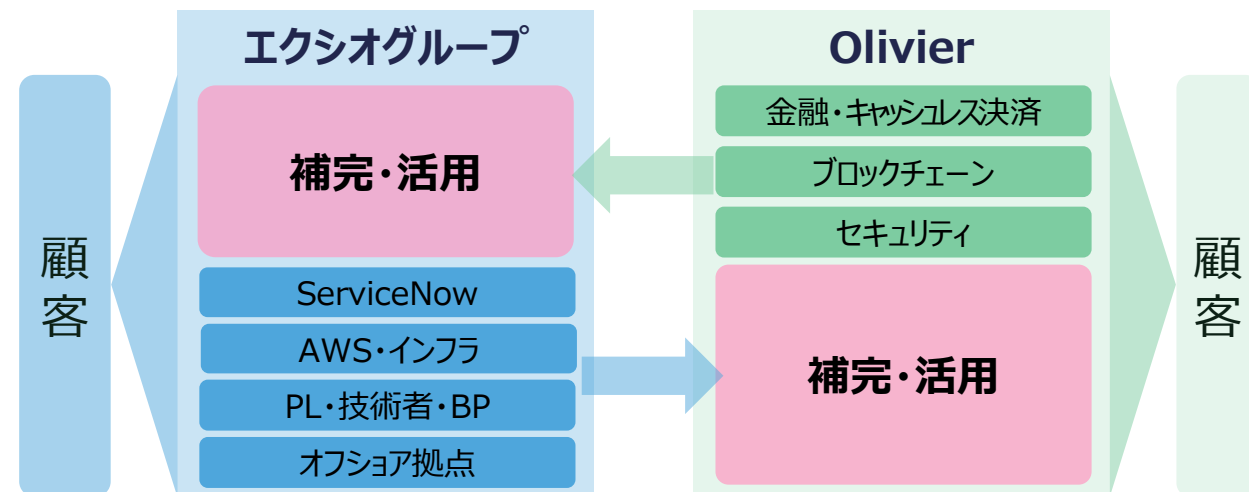 エクシオグループ
Olivier
顧客
補完・活用
ServiceNow
AWS・インフラ
PL・技術者・BP
オフショア拠点
金融・キャッシュレス決済
ブロックチェーン
セキュリティ
補完・活用
顧客